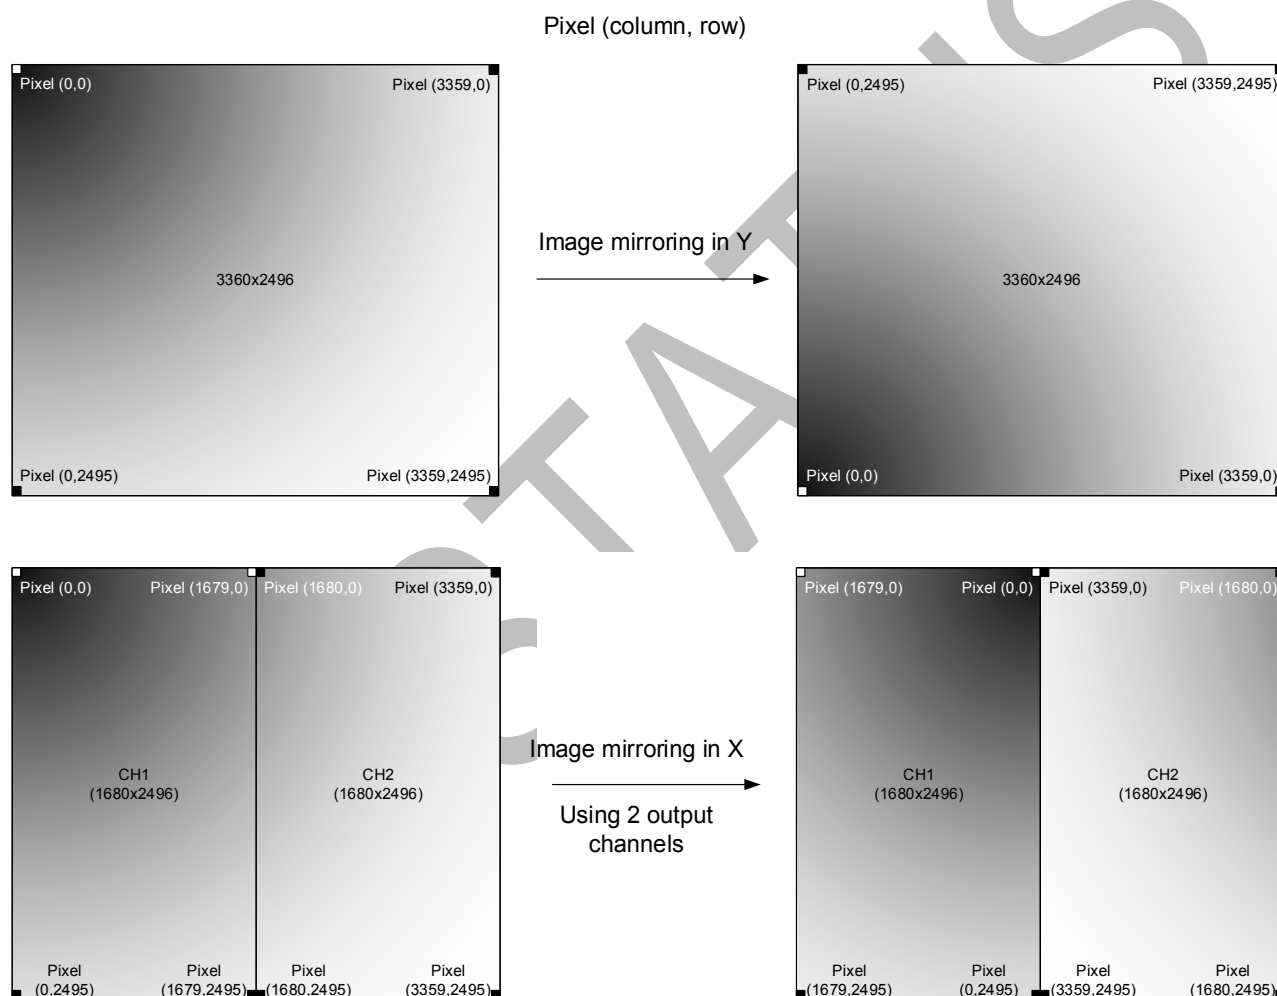 Pixel (column, row)
Pixel (0,0)
Pixel (3359,0)
3360x2496
Pixel (0,2495)
Pixel (3359,2495)
Image mirroring in Y
Pixel (0,2495)
Pixel (3359,2495)
3360x2496
Pixel (0,0)
Pixel (3359,0)
Pixel (0,0)
Pixel (1679,0)
Pixel (1680,0)
Pixel (3359,0)
CH1
(1680x2496)
CH2
(1680x2496)
Pixel
(0,2495)
Pixel
(1679,2495)
Pixel
(1680,2495)
Pixel
(3359,2495)
Image mirroring in X
Using 2 output
channels
Pixel (1679,0)
Pixel (0,0)
Pixel (3359,0)
Pixel (1680,0)
CH1
(1680x2496)
CH2
(1680x2496)
Pixel
(1679,2495)
Pixel
(0,2495)
Pixel
(3359,2495)
Pixel
(1680,2495)